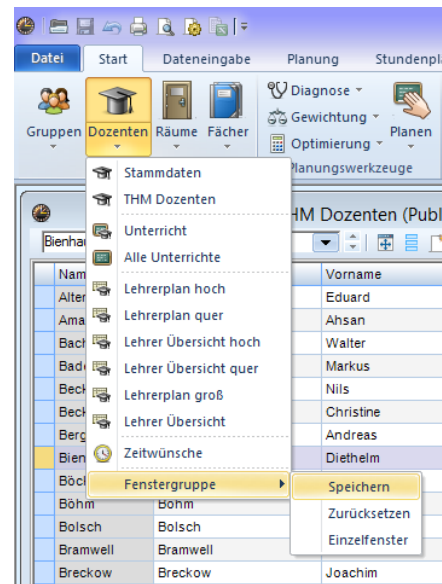 Datei Start Dateneingabe Planung Stundenpl
Gruppen Dozenten Räume Fächer
Diagnose
Gewichtung
Optimierung
Planen
Planungswerkzeuge
Stammdaten
THM Dozenten
Unterricht
Alle Unterrichte
Lehrerplan hoch
Lehrerplan quer
Lehrer Übersicht hoch
Lehrer Übersicht quer
Lehrerplan groß
Lehrer Übersicht
Zeitwünsche
Fenstergruppe
Speichern
Zurücksetzen
Einzelfenster
HM Dozenten (Publ
Bienha
Nam Vorname
Alter Eduard
Ama Ahsan
Bach Walter
Bade Markus
Beck Nils
Beck Christine
Berg Andreas
Bien Diethelm
Böck
Böhm Böhm
Bolsch Bolsch
Bramwell Bramwell
Breckow Breckow Joachim